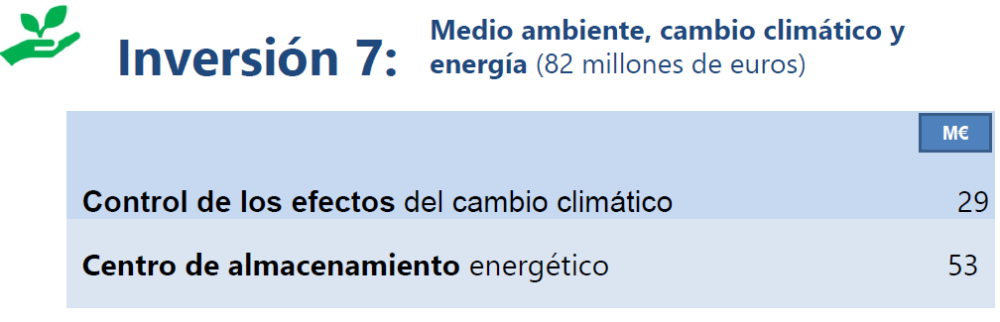 Inversión 7:
Medio ambiente, cambio climático y
energía (82 millones de euros)
M€
Control de los efectos del cambio climático 29
Centro de almacenamiento energético 53